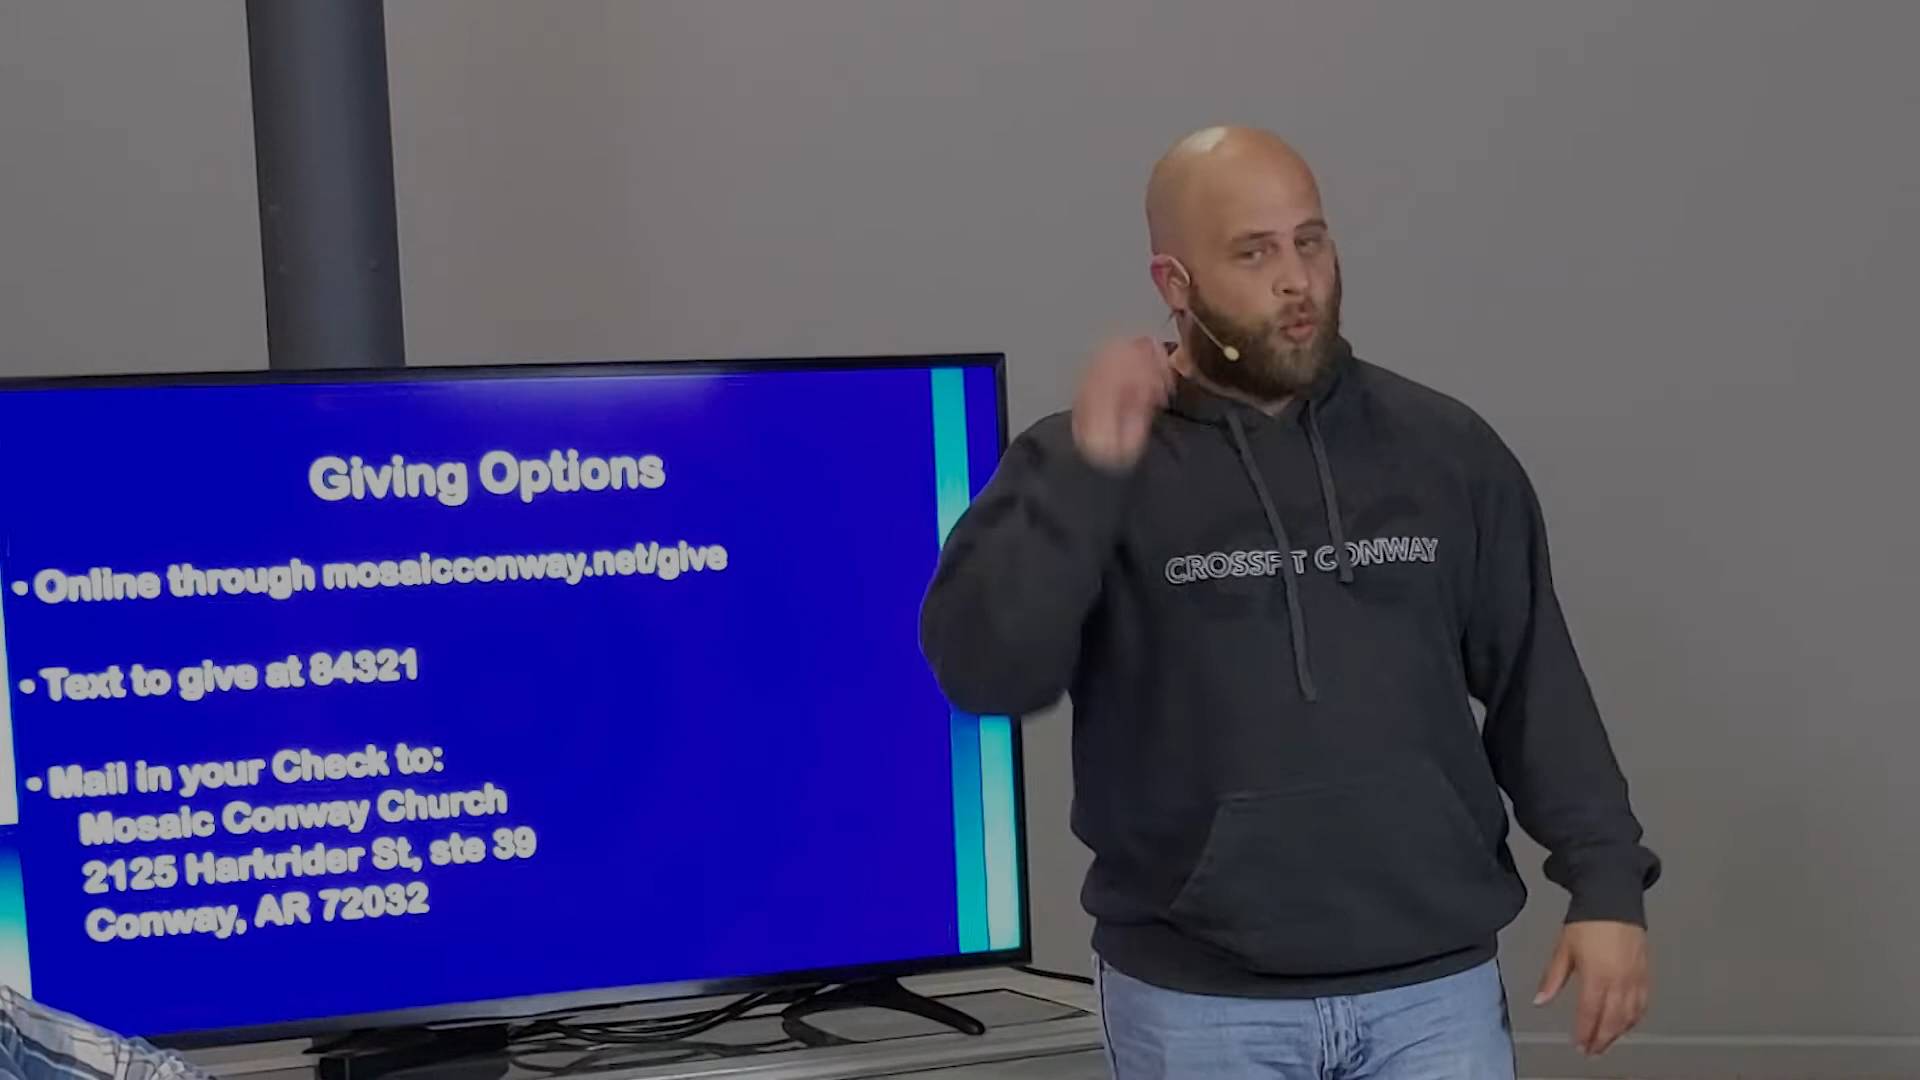 Giving Options
• Online through mosaicconway.net/give
• Text to give at 84321
• Mail in your Check to:
Mosaic Conway Church
2125 Harkrider St, ste 39
Conway, AR 72032
CROSSFIT CONWAY